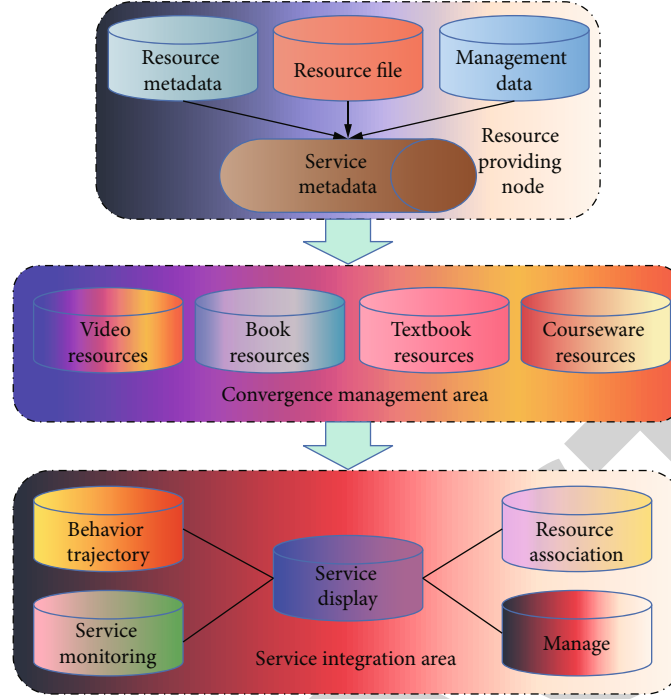 Resource
metadata
Resource file
Management
data
Service
metadata
Resource
providing
node
Video
resources
Book
resources
Textbook
resources
Courseware
resources
Convergence management area
Behavior
trajectory
Service
display
Resource
association
Service
monitoring
Manage
Service integration area